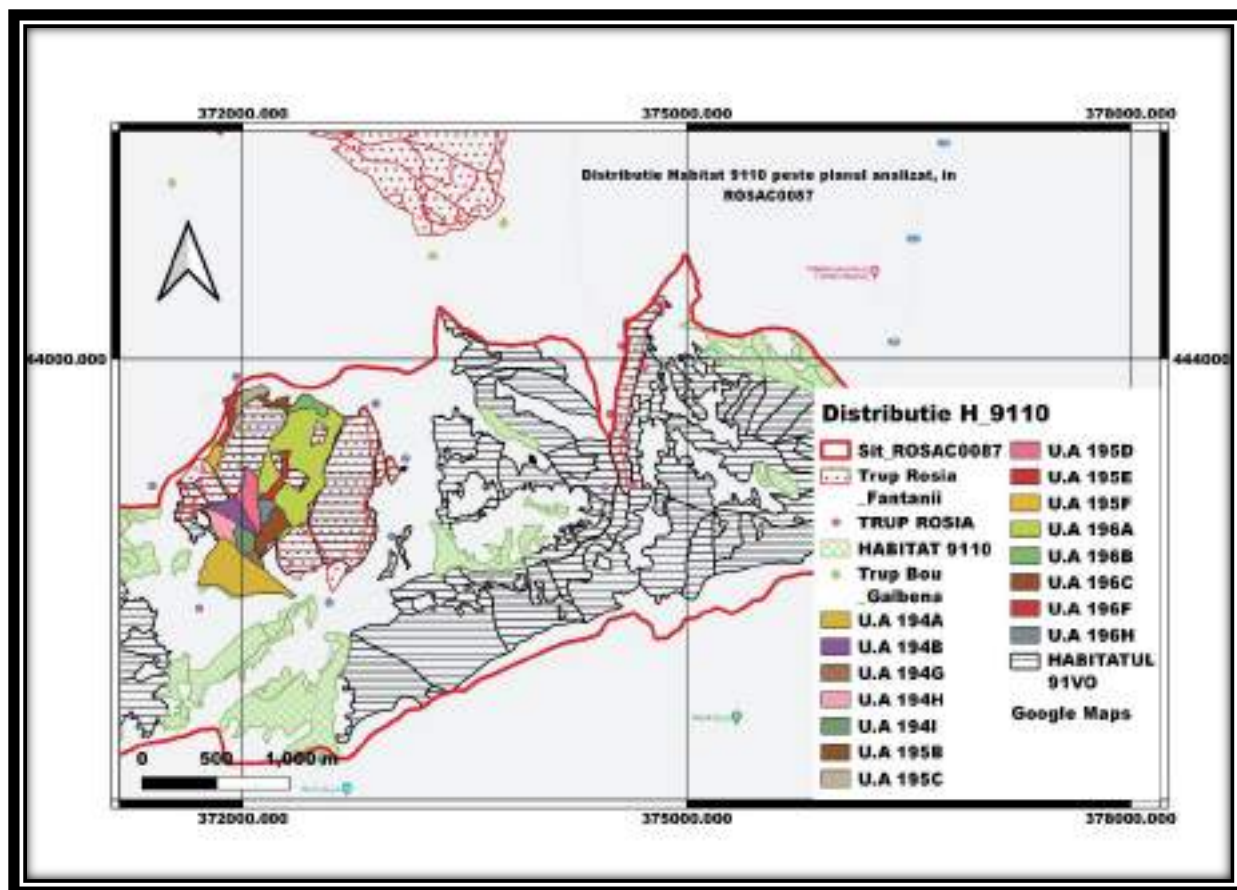 372000.000 375000.000 378000.000
Distributie Habitat 9110 peste planul analizat, in
ROSAC0087
64000.000
444000
Distributie H_9110
Sit_ROSAC0087
Trup Rosia
_Fantanii
TRUP ROSIA
HABITAT 9110
Trup Bou
_Galbena
U.A 194A
U.A 194B
U.A 194G
U.A 194H
U.A 194I
U.A 195B
U.A 195C
U.A 195D
U.A 195E
U.A 195F
U.A 196A
U.A 196B
U.A 196C
U.A 196F
U.A 196H
HABITATUL
91VO
Google Maps
0 500 1,000 m
372000.000 375000.000 378000.000